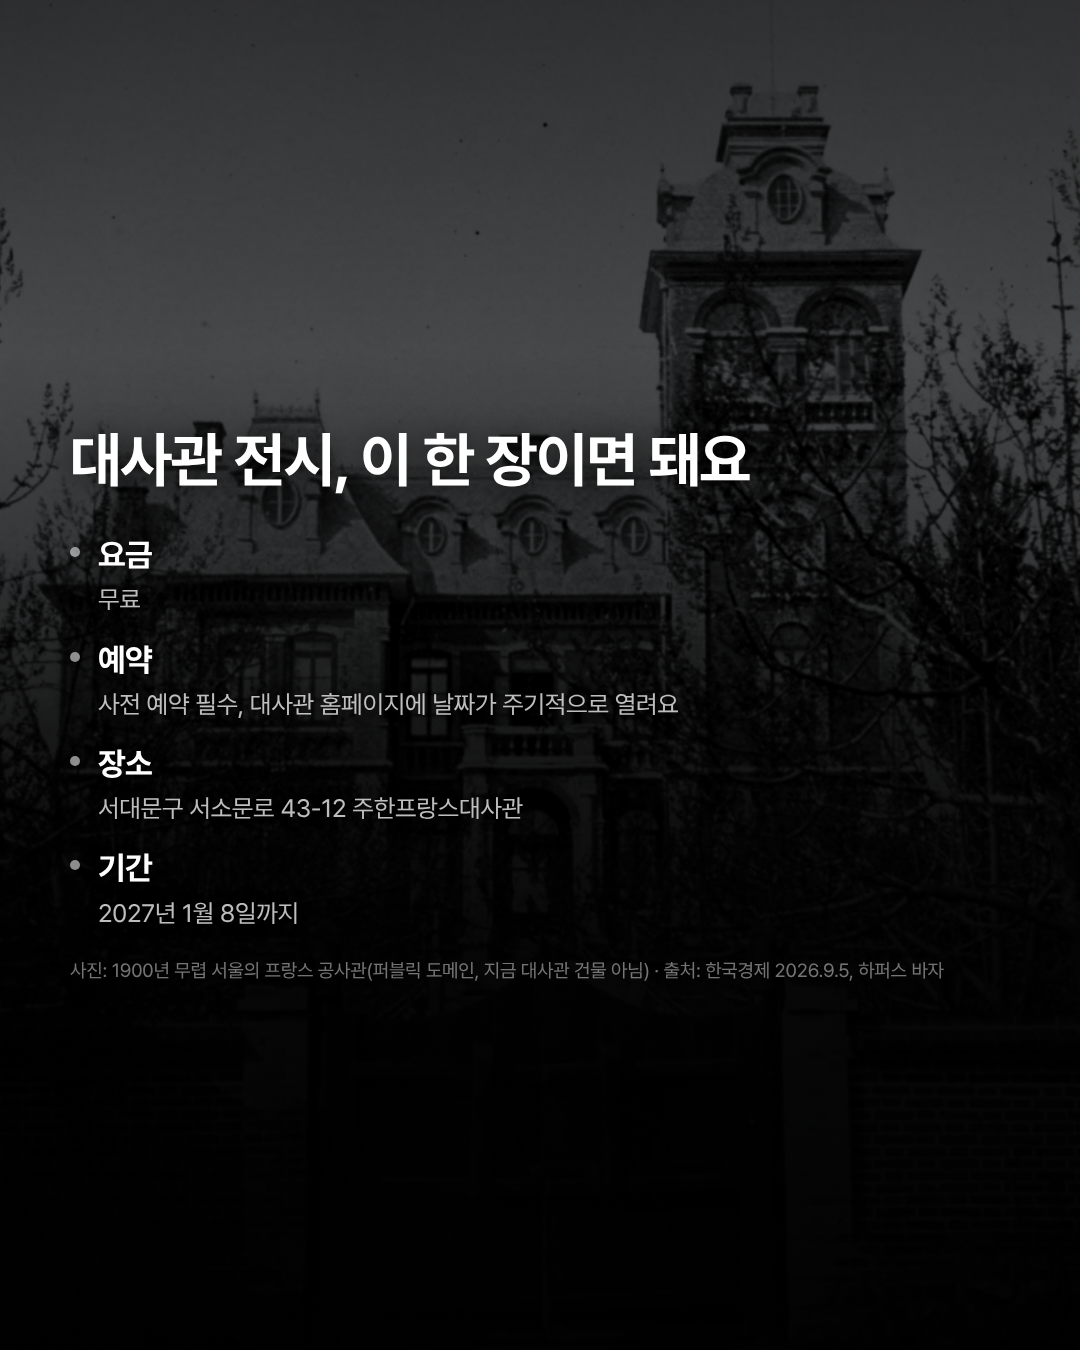 대사관 전시, 이 한 장이면 돼요
요금
무료
예약
사전 예약 필수, 대사관 홈페이지에 날짜가 주기적으로 열려요
장소
서대문구 서소문로 43-12 주한프랑스대사관
기간
2027년 1월 8일까지
사진: 1900년 무렵 서울의 프랑스 공사관(퍼블릭 도메인, 지금 대사관 건물 아님) · 출처: 한국경제 2026.9.5, 하퍼스 바자